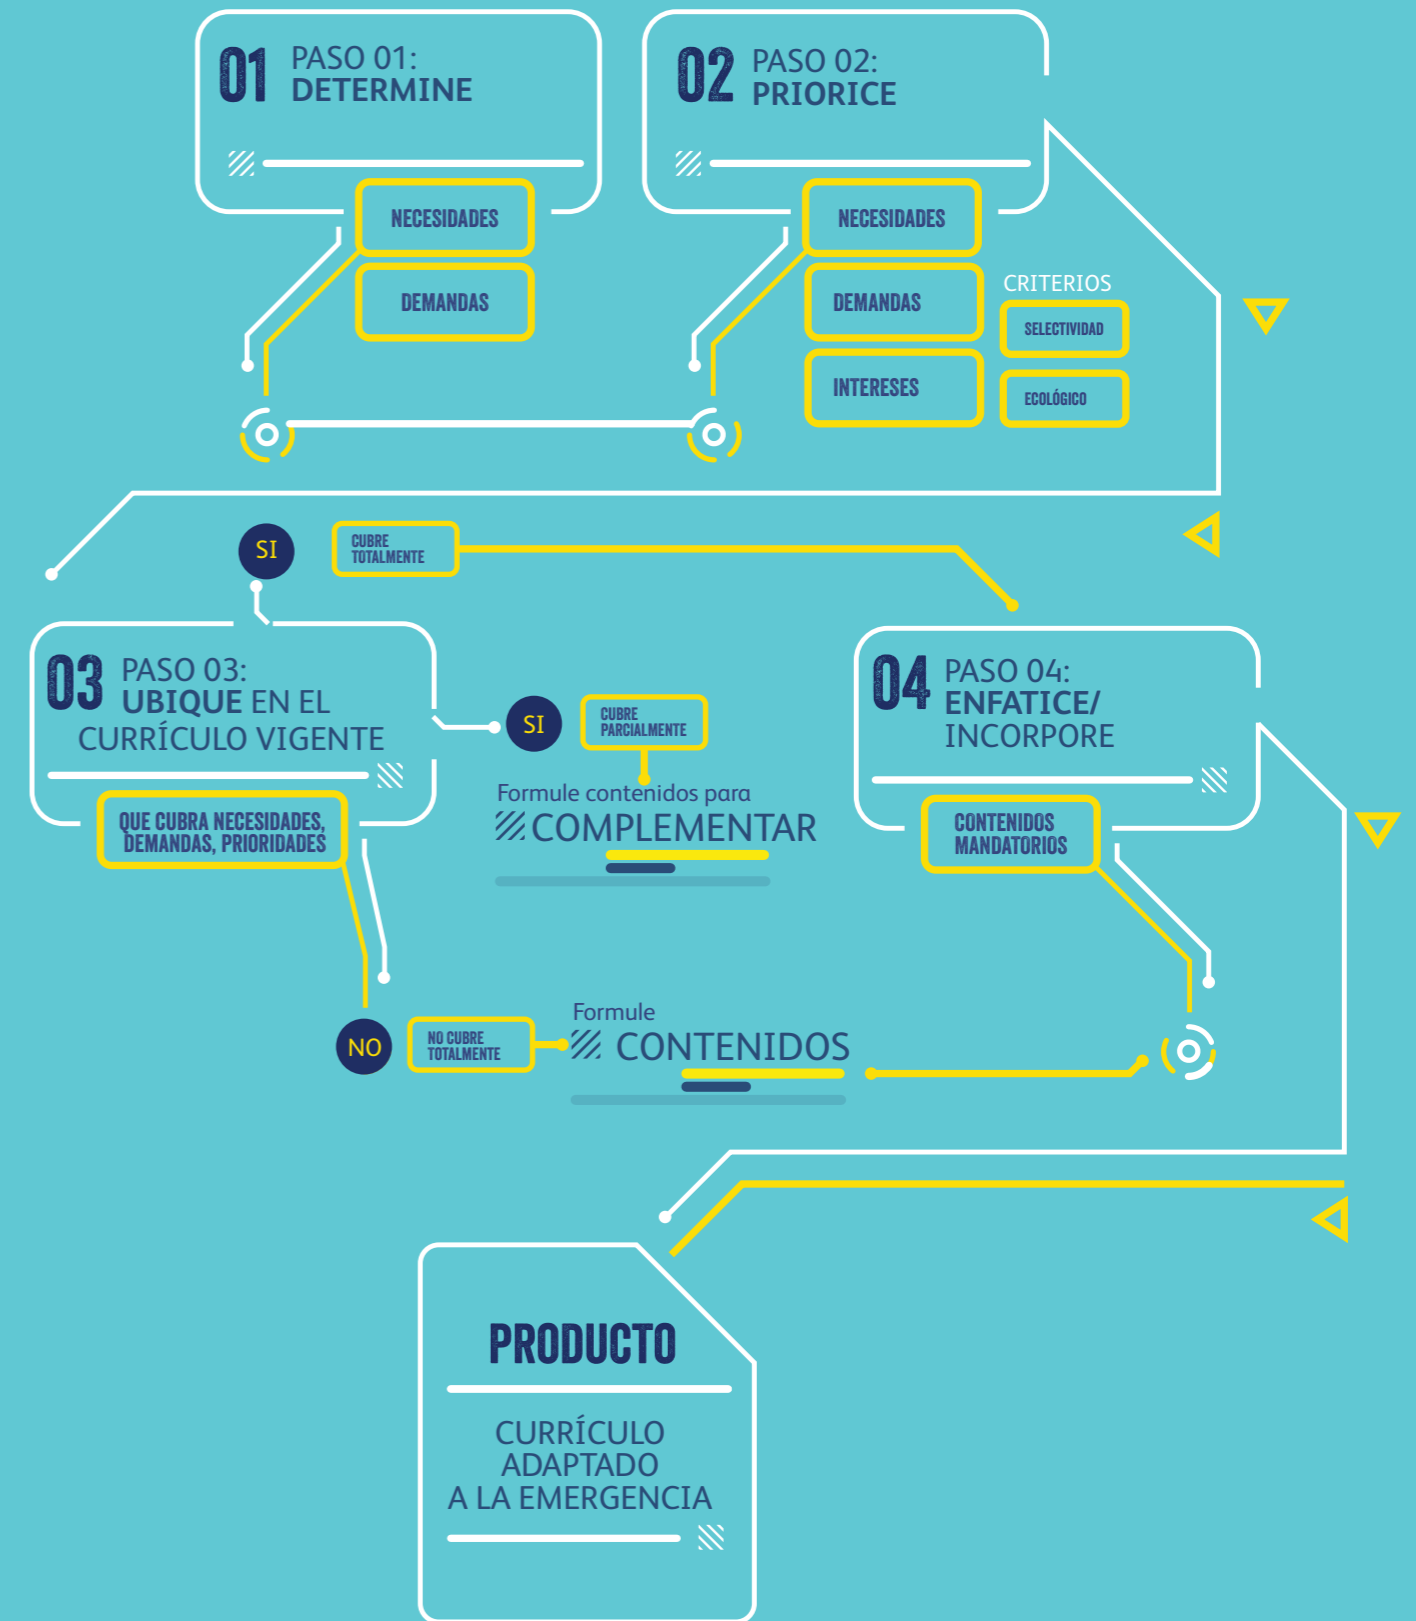 01
PASO 01:
DETERMINE
NECESIDADES
DEMANDAS
02
PASO 02:
PRIORICE
NECESIDADES
DEMANDAS
INTERESES
CRITERIOS
SELECTIVIDAD
ECOLÓGICO
SI
CUBRE
TOTALMENTE
03
PASO 03:
UBIQUE EN EL
CURRÍCULO VIGENTE
QUE CUBRA NECESIDADES,
DEMANDAS, PRIORIDADES
SI
CUBRE
PARCIALMENTE
Formule contenidos para
COMPLEMENTAR
04
PASO 04:
ENFATICE/
INCORPORE
CONTENIDOS
MANDATORIOS
NO
NO CUBRE
TOTALMENTE
Formule
CONTENIDOS
PRODUCTO
CURRÍCULO
ADAPTADO
A LA EMERGENCIA